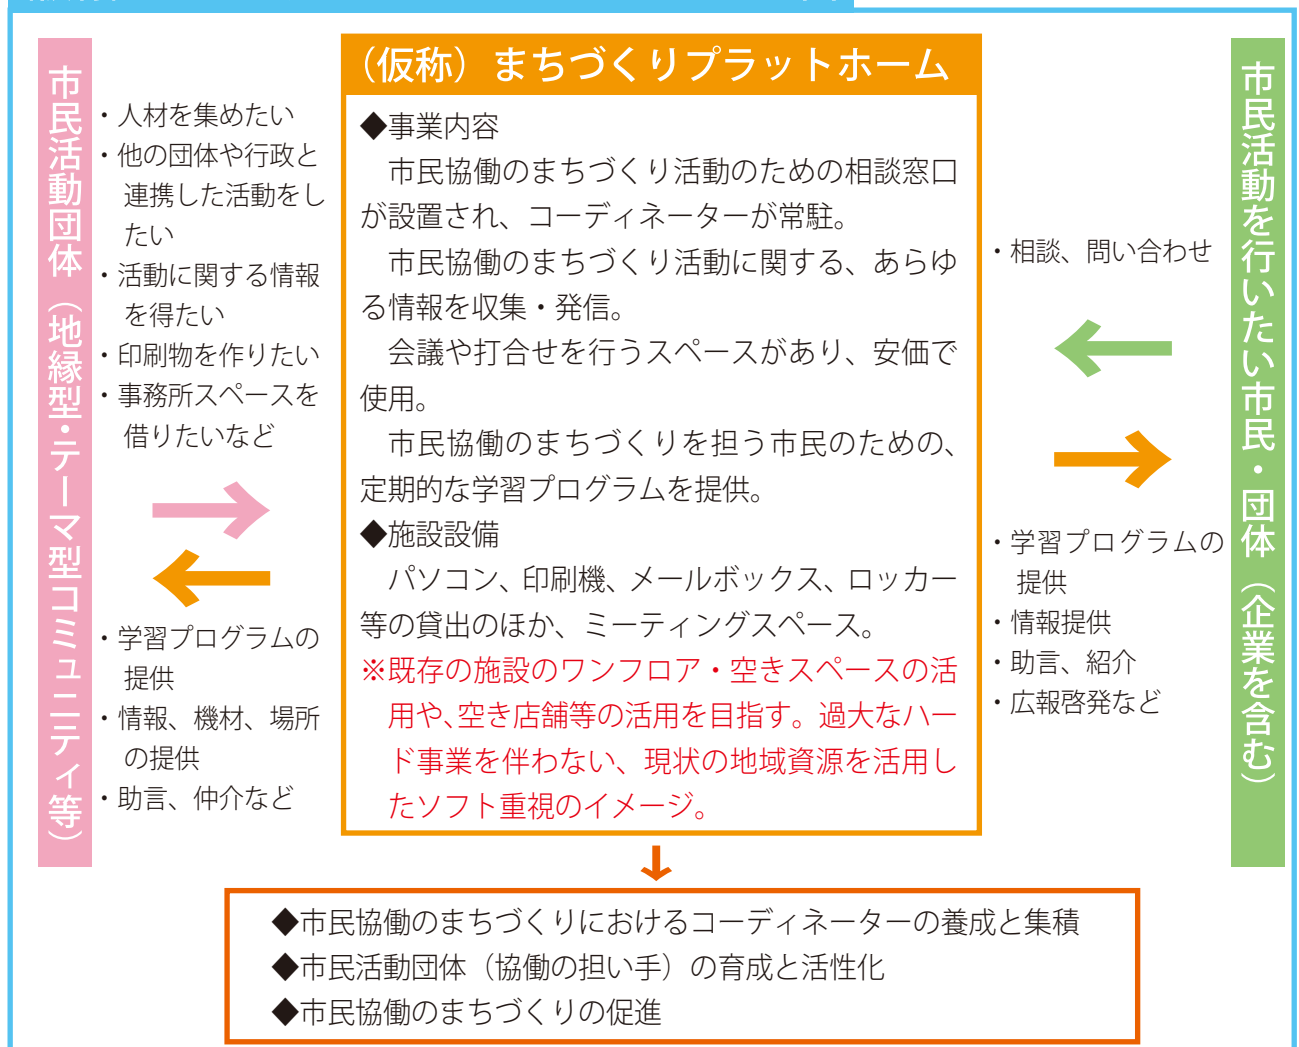 市民活動団体（地縁型・テーマ型コミュニティ等）
・人材を集めたい
・他の団体や行政と
連携した活動をし
たい
・活動に関する情報
を得たい
・印刷物を作りたい
・事務所スペースを
借りたいなど
・学習プログラムの
提供
・情報、機材、場所
の提供
・助言、仲介など
（仮称）まちづくりプラットホーム
◆事業内容
市民協働のまちづくり活動のための相談窓口
が設置され、コーディネーターが常駐。
市民協働のまちづくり活動に関する、あらゆ
る情報を収集・発信。
会議や打合せを行うスペースがあり、安価で
使用。
市民協働のまちづくりを担う市民のための、
定期的な学習プログラムを提供。
◆施設設備
パソコン、印刷機、メールボックス、ロッカー
等の貸出のほか、ミーティングスペース。
※既存の施設のワンフロア・空きスペースの活
用や、空き店舗等の活用を目指す。過大なハー
ド事業を伴わない、現状の地域資源を活用し
たソフト重視のイメージ。
・相談、問い合わせ
・学習プログラムの
提供
・情報提供
・助言、紹介
・広報啓発など
市民活動を行いたい市民・団体（企業を含む）
◆市民協働のまちづくりにおけるコーディネーターの養成と集積
◆市民活動団体（協働の担い手）の育成と活性化
◆市民協働のまちづくりの促進